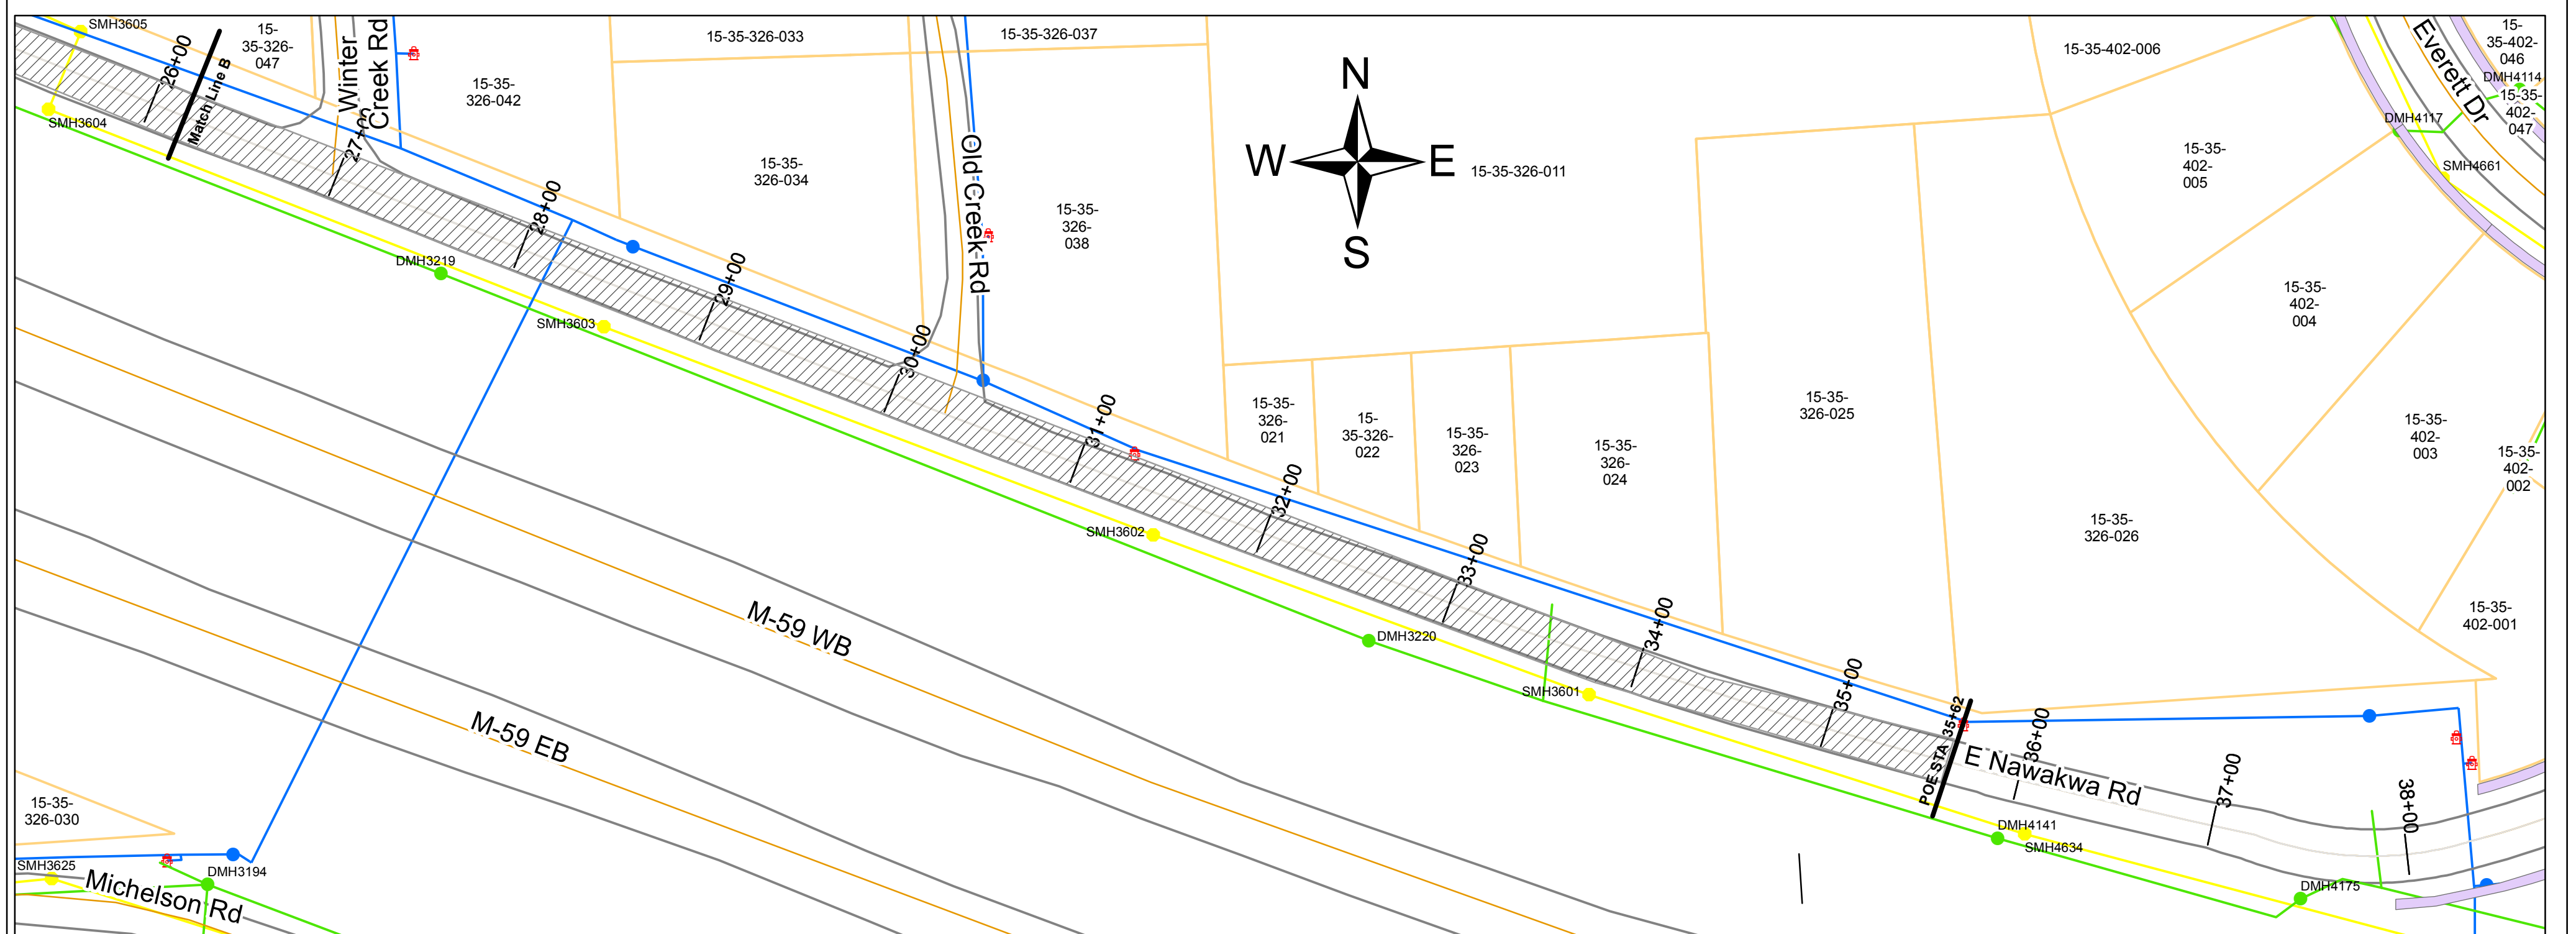 SMH3605
26+00
15-
35-326-
047
Winter
Creek Rd
15-35-
326-042
15-35-326-033
15-35-326-037
15-35-402-006
Everett Dr
15-
35-402-
046
DMH4114
15-35-
402-
047
SMH3604
Match Line B
27+00
28+00
15-35-
326-034
Old Creek Rd
15-35-
326-
038
N
W
E
S
15-35-326-011
DMH4117
SMH4661
15-35-
402-
005
15-35-
402-
004
DMH3219
29+00
SMH3603
30+00
31+00
15-35-
326-
021
15-
35-326-
022
15-35-
326-
023
15-35-
326-
024
15-35-
326-025
15-35-
326-026
15-35-
402-
003
15-35-
402-
002
15-35-
402-001
32+00
SMH3602
33+00
34+00
DMH3220
SMH3601
35+00
M-59 WB
M-59 EB
POE STA 35+62
36+00
E Nawakwa Rd
37+00
38+00
DMH4141
SMH4634
DMH4175
15-35-
326-030
SMH3625
DMH3194
Michelson Rd